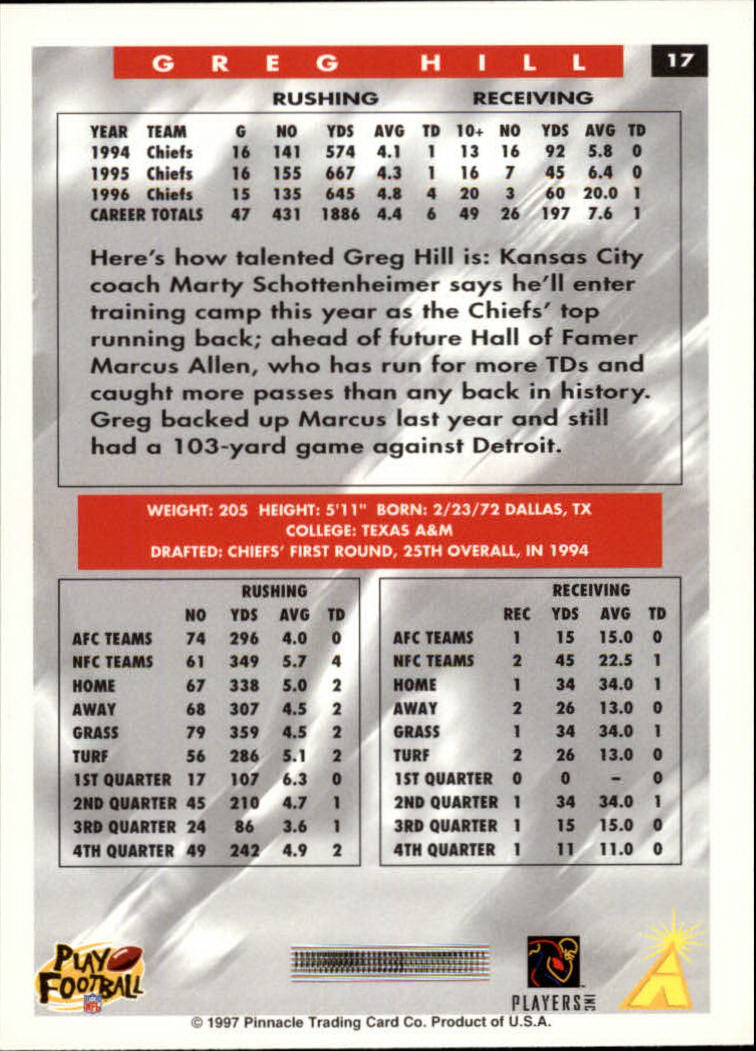 GREG HILL 17
RUSHING RECEIVING
YEAR TEAM G NO YDS AVG TD 10+ NO YDS AVG TD
1994 Chiefs 16 141 574 4.1 1 13 16 92 5.8 0
1995 Chiefs 16 155 667 4.3 1 16 7 45 6.4 0
1996 Chiefs 15 135 645 4.8 4 20 3 60 20.0 1
CAREER TOTALS 47 431 1886 4.4 6 49 26 197 7.6 1
Here's how talented Greg Hill is: Kansas City
coach Marty Schottenheimer says he'll enter
training camp this year as the Chiefs' top
running back; ahead of future Hall of Famer
Marcus Allen, who has run for more TDs and
caught more passes than any back in history.
Greg backed up Marcus last year and still
had a 103-yard game against Detroit.
WEIGHT: 205 HEIGHT: 5'11" BORN: 2/23/72 DALLAS, TX
COLLEGE: TEXAS A&M
DRAFTED: CHIEFS' FIRST ROUND, 25TH OVERALL, IN 1994
RUSHING
NO YDS AVG TD
AFC TEAMS 74 296 4.0 0
NFC TEAMS 61 349 5.7 4
HOME 67 338 5.0 2
AWAY 68 307 4.5 2
GRASS 79 359 4.5 2
TURF 56 286 5.1 2
1ST QUARTER 17 107 6.3 0
2ND QUARTER 45 210 4.7 1
3RD QUARTER 24 86 3.6 1
4TH QUARTER 49 242 4.9 2
RECEIVING
REC YDS AVG TD
AFC TEAMS 1 15 15.0 0
NFC TEAMS 2 45 22.5 1
HOME 1 34 34.0 1
AWAY 2 26 13.0 0
GRASS 1 34 34.0 1
TURF 2 26 13.0 0
1ST QUARTER 0 0 – 0
2ND QUARTER 1 34 34.0 1
3RD QUARTER 1 15 15.0 0
4TH QUARTER 1 11 11.0 0
PLAY
FOOTBALL
NFL
PLAYERS INC
© 1997 Pinnacle Trading Card Co. Product of U.S.A.